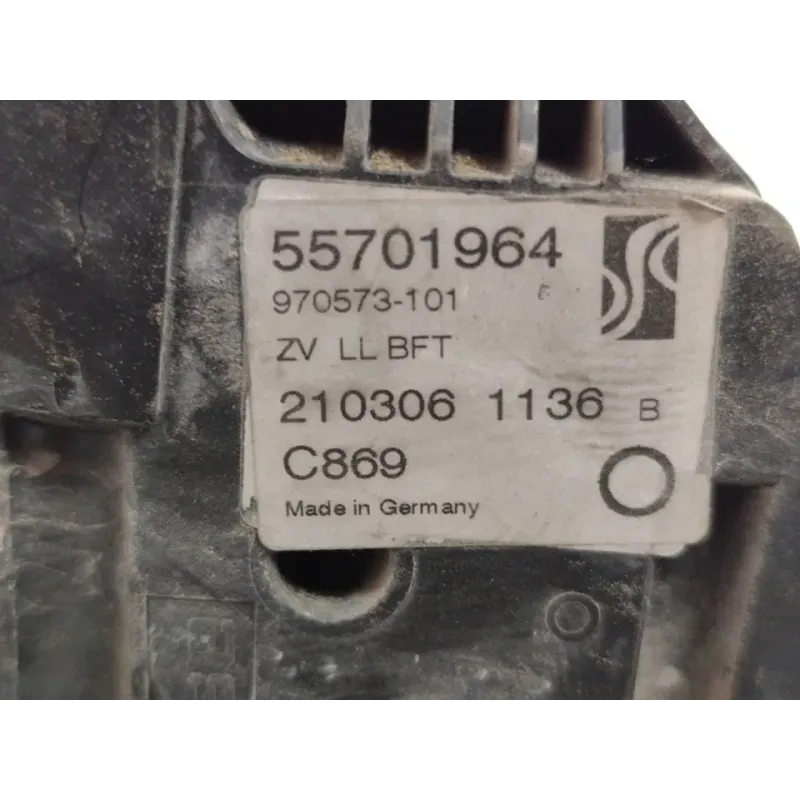 55701964
970573-101
ZV LL BFT
210306 1136 B
C869
Made in Germany